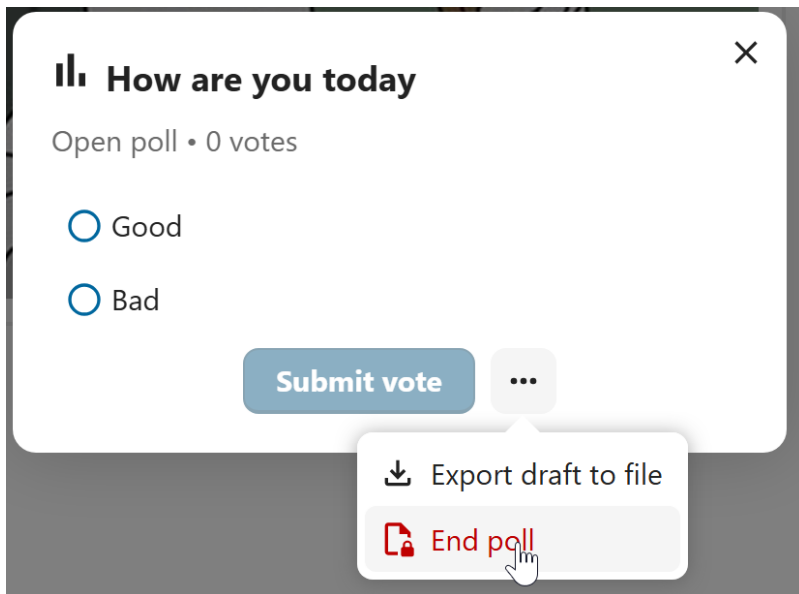 How are you today
Open poll • 0 votes
Good
Bad
Submit vote
Export draft to file
End poll